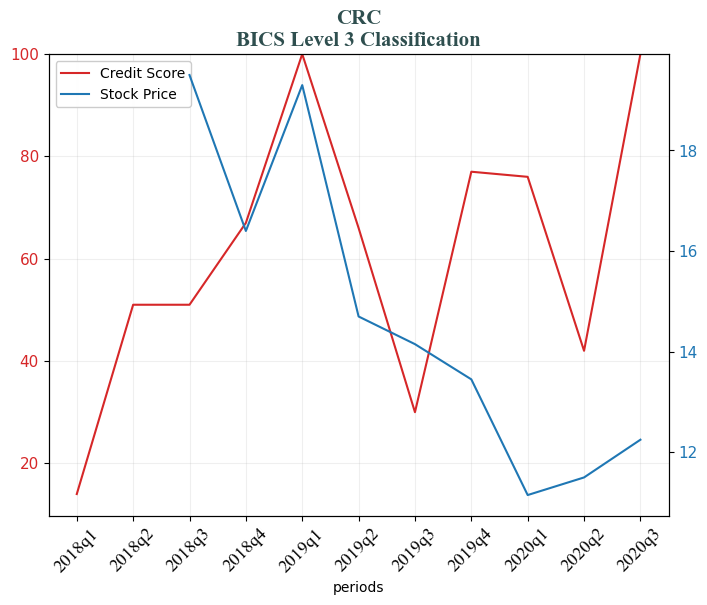 CRC
BICS Level 3 Classification
Credit Score
Stock Price
100
80
60
40
20
18
16
14
12
2018q1
2018q2
2018q3
2018q4
2019q1
2019q2
2019q3
2019q4
2020q1
2020q2
2020q3
periods